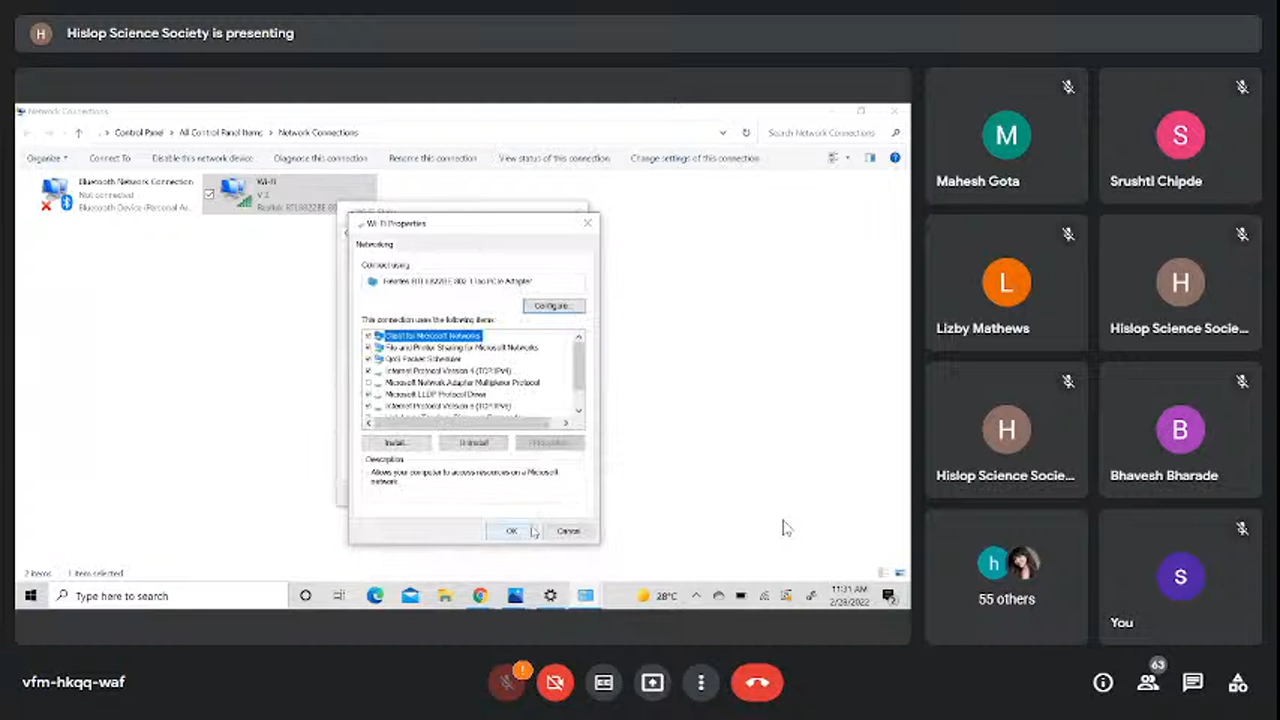 H
Hislop Science Society is presenting
Network Connections
Control Panel > All Control Panel Items > Network Connections
Search Network Connections
Organize
Connect To
Disable this network device
Diagnose this connection
Rename this connection
View status of this connection
Change settings of this connection
Bluetooth Network Connection
Not connected
Bluetooth Device (Personal
Wi-Fi
Realtek RTL8822BE
Wi-Fi Properties
Networking
Connect using
PCIe Adapter
Configure...
This connection uses the following items:
Client for Microsoft Networks
File and Printer Sharing for Microsoft Networks
QoS Packet Scheduler
Internet Protocol Version 4 (TCP/IPv4)
Microsoft Network Adapter Multiplexor Protocol
Microsoft LLDP Protocol Driver
Internet Protocol Version 6 (TCP/IPv6)
Install...
Uninstall
Description
Allows your computer to access resources on a Microsoft
network.
OK
Cancel
2 items
1 item selected
Type here to search
28°C
11:31 AM
2/28/2022
M
Mahesh Gota
S
Srushti Chipde
L
Lizby Mathews
H
Hislop Science Socie...
H
Hislop Science Socie...
B
Bhavesh Bharade
h
55 others
S
You
vfm-hkqq-waf
63